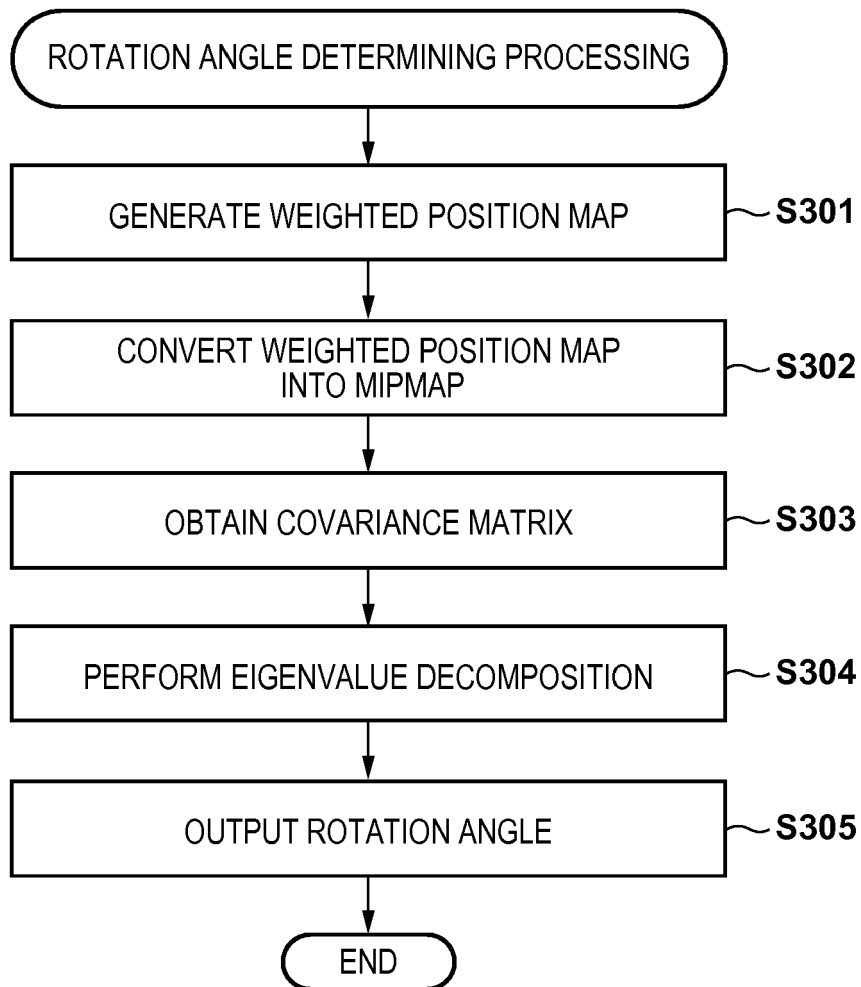 ROTATION ANGLE DETERMINING PROCESSING
GENERATE WEIGHTED POSITION MAP
S301
CONVERT WEIGHTED POSITION MAP
INTO MIPMAP
S302
OBTAIN COVARIANCE MATRIX
S303
PERFORM EIGENVALUE DECOMPOSITION
S304
OUTPUT ROTATION ANGLE
S305
END